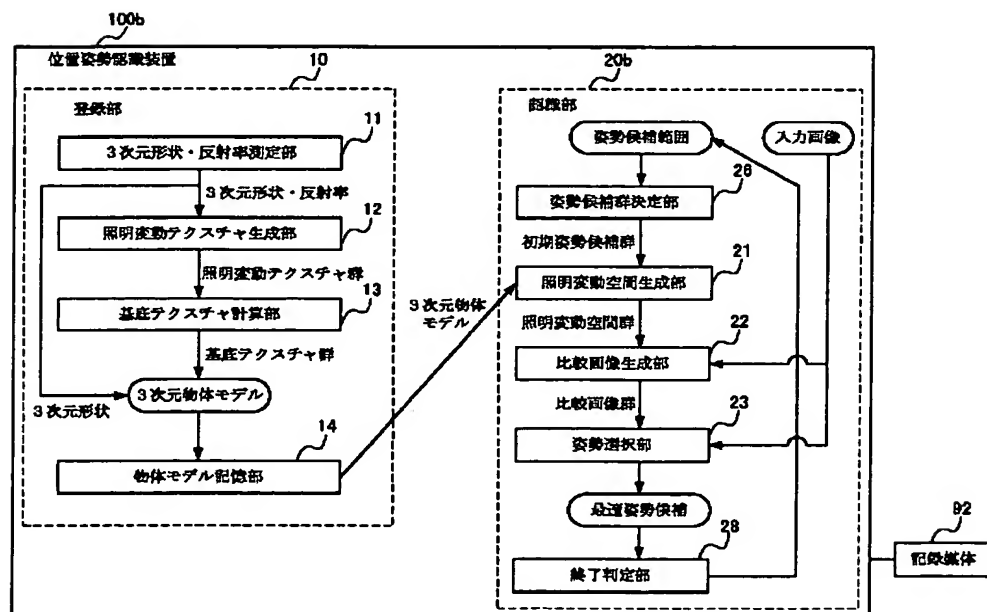 100b
位置姿勢認識装置
10
登録部
11
3次元形状・反射率測定部
3次元形状・反射率
12
照明変動テクスチャ生成部
照明変動テクスチャ群
13
基底テクスチャ計算部
基底テクスチャ群
3次元物体モデル
3次元形状
14
物体モデル記憶部
3次元物体
モデル
20b
認識部
姿勢候補範囲
入力画像
26
姿勢候補群決定部
初期姿勢候補群
21
照明変動空間生成部
照明変動空間群
22
比較画像生成部
比較画像群
23
姿勢選択部
最適姿勢候補
28
終了判定部
92
記録媒体